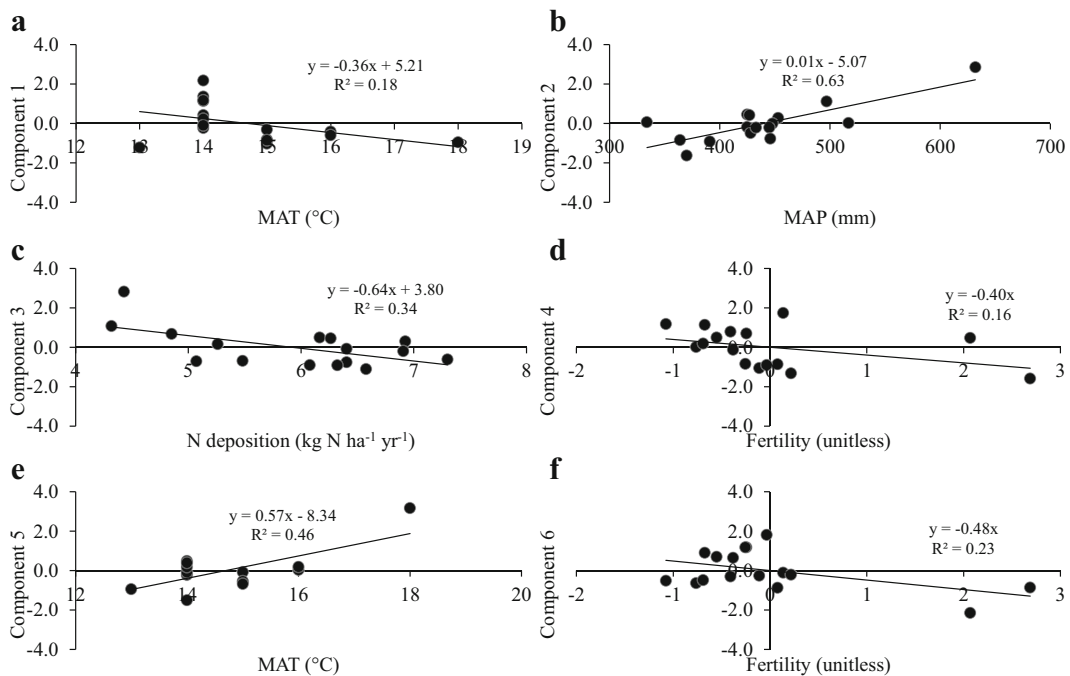 a
4.0
2.0
0.0
-2.0
-4.0
12 13 14 15 16 17 18 19
Component 1
y = -0.36x + 5.21
R² = 0.18
MAT (°C)
b
4.0
2.0
0.0
-2.0
-4.0
300 400 500 600 700
Component 2
y = 0.01x - 5.07
R² = 0.63
MAP (mm)
c
4.0
2.0
0.0
-2.0
-4.0
4 5 6 7 8
Component 3
y = -0.64x + 3.80
R² = 0.34
N deposition (kg N ha⁻¹ yr⁻¹)
d
4.0
2.0
0.0
-2.0
-4.0
-2 -1 0 1 2 3
Component 4
y = -0.40x
R² = 0.16
Fertility (unitless)
e
4.0
2.0
0.0
-2.0
-4.0
12 14 16 18 20
Component 5
y = 0.57x - 8.34
R² = 0.46
MAT (°C)
f
4.0
2.0
0.0
-2.0
-4.0
-2 -1 0 1 2 3
Component 6
y = -0.48x
R² = 0.23
Fertility (unitless)